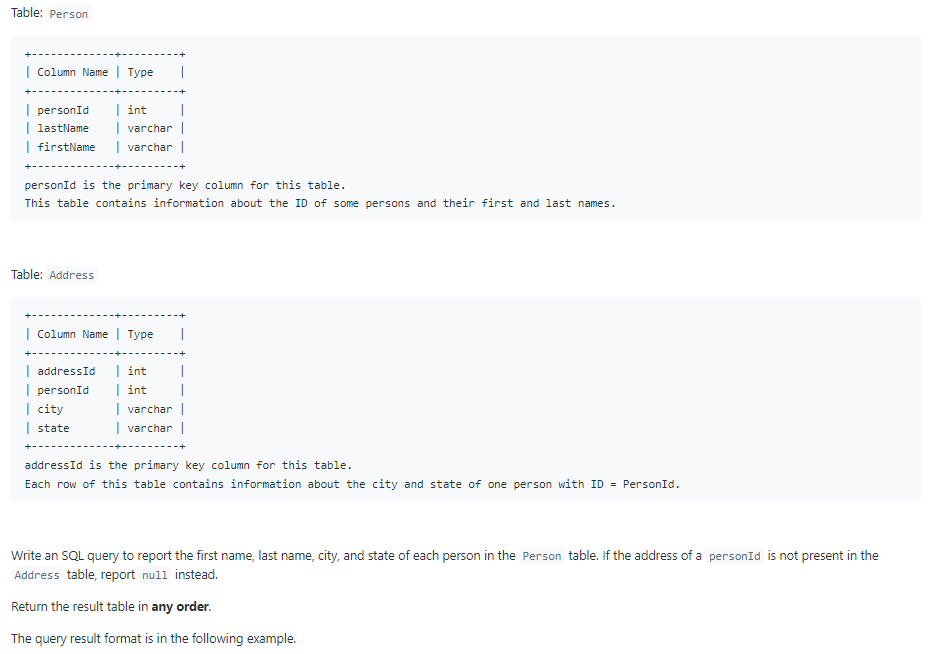 Table: Person
+-------------+---------+
| Column Name | Type    |
+-------------+---------+
| personId    | int     |
| lastName    | varchar |
| firstName   | varchar |
+-------------+---------+
personId is the primary key column for this table.
This table contains information about the ID of some persons and their first and last names.
Table: Address
+-------------+---------+
| Column Name | Type    |
+-------------+---------+
| addressId   | int     |
| personId    | int     |
| city        | varchar |
| state       | varchar |
+-------------+---------+
addressId is the primary key column for this table.
Each row of this table contains information about the city and state of one person with ID = PersonId.
Write an SQL query to report the first name, last name, city, and state of each person in the Person table. If the address of a personId is not present in the
Address table, report null instead.
Return the result table in any order.
The query result format is in the following example.